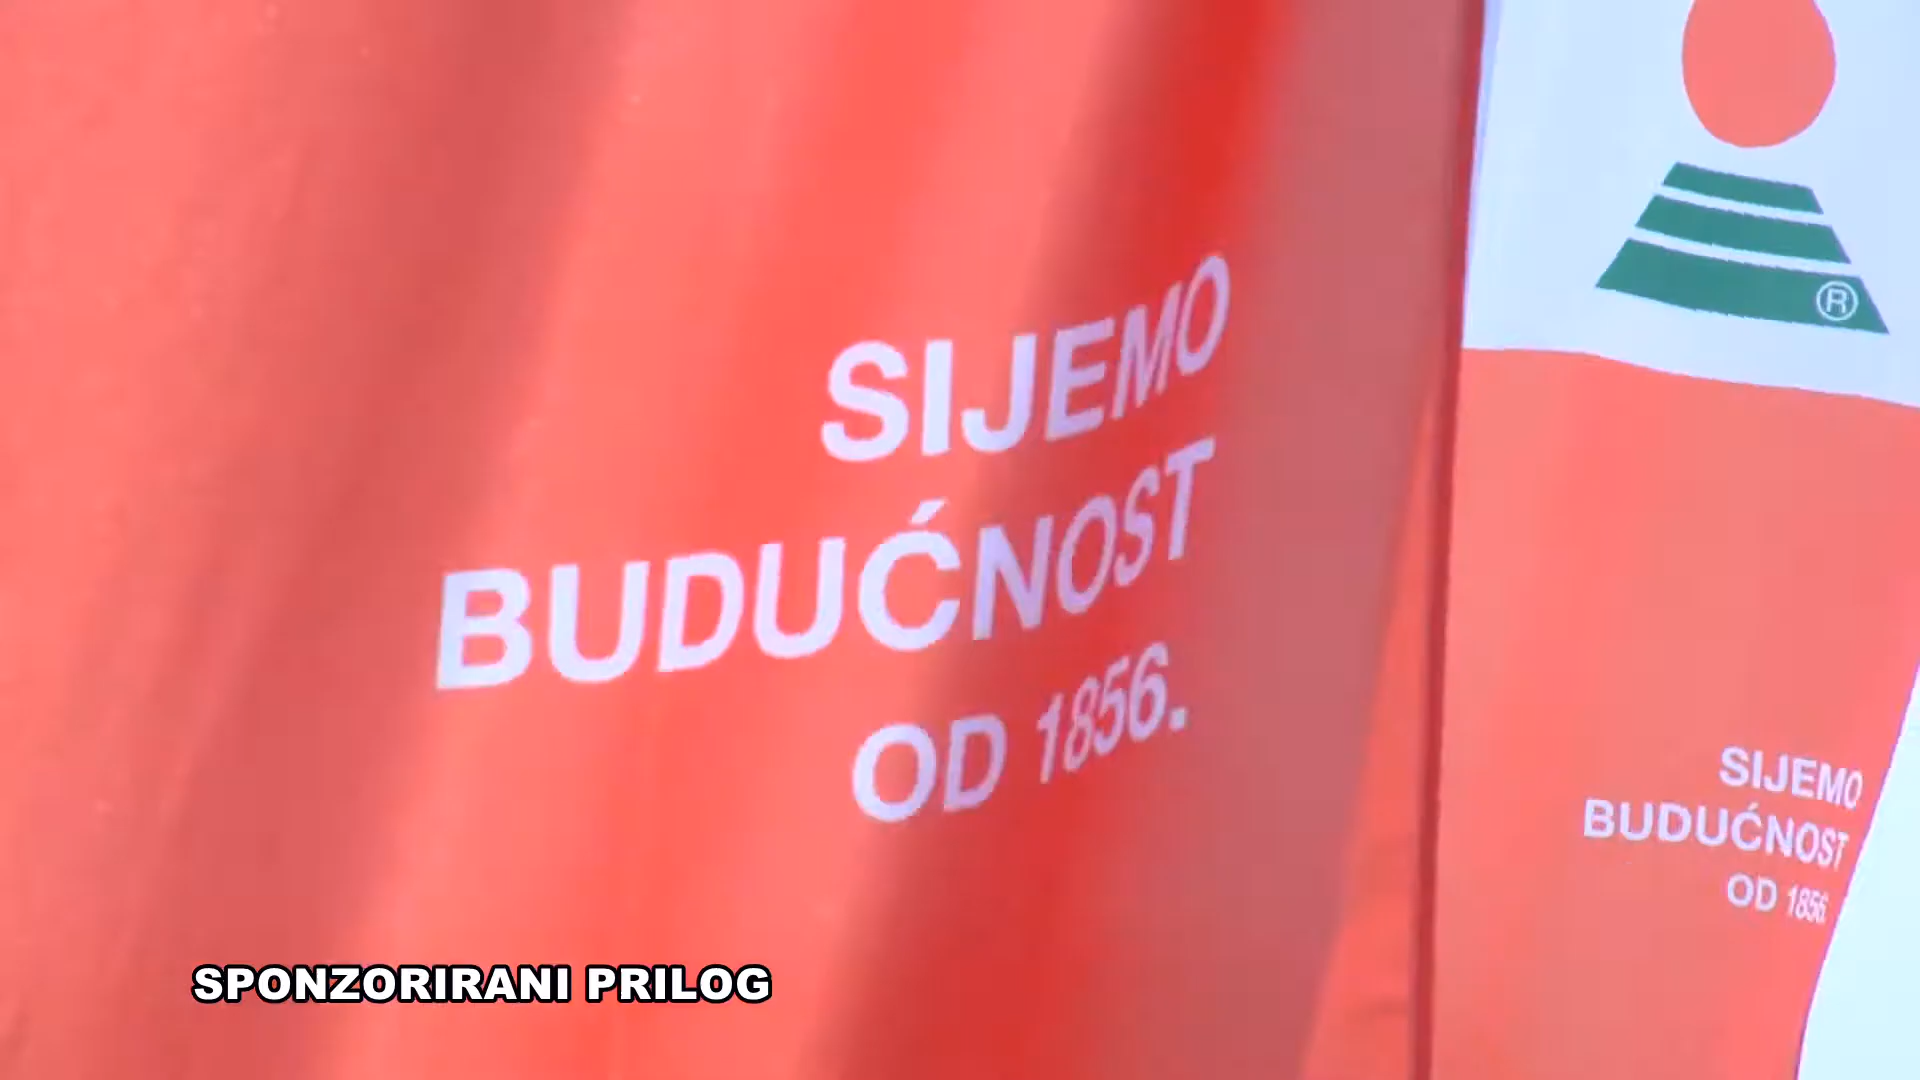 SIJEMO
BUDUĆNOST
OD 1856.
®
SIJEMO
BUDUĆNOST
OD 1856.
SPONZORIRANI PRILOG